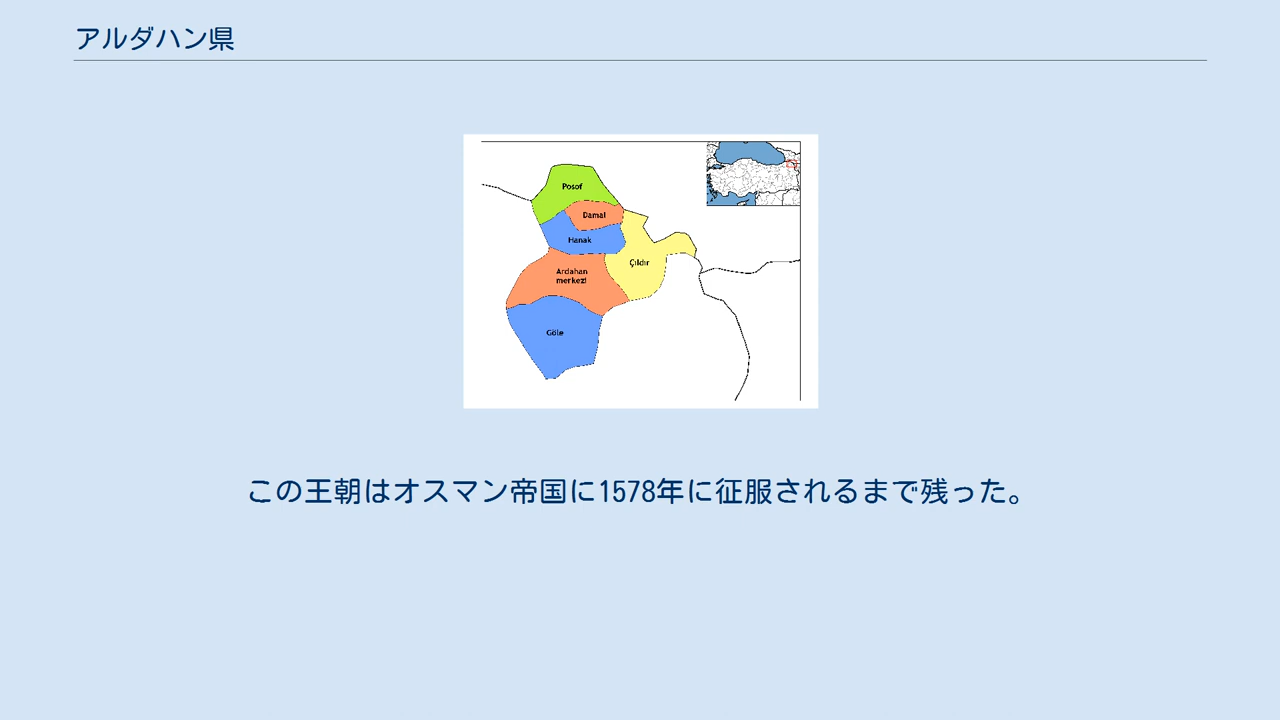 アルダハン県
Posof
Damal
Hanak
Çıldır
Ardahan
merkezi
Göle
この王朝はオスマン帝国に1578年に征服されるまで残った。